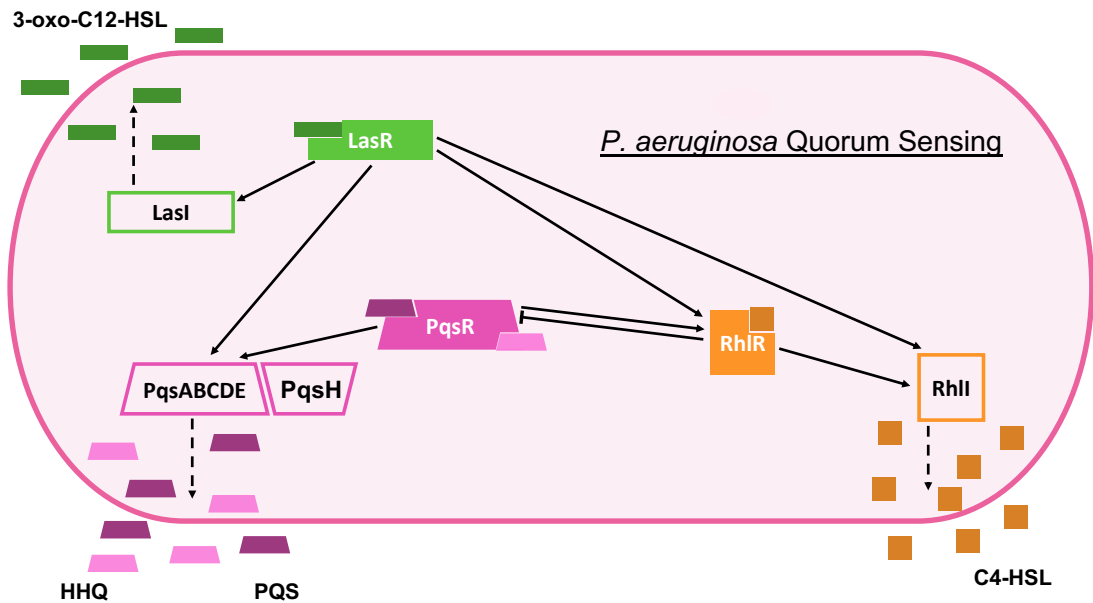 3-oxo-C12-HSL
LasR
P. aeruginosa Quorum Sensing
LasI
PqsR
RhlR
PqsABCDE
PqsH
RhlI
HHQ
PQS
C4-HSL